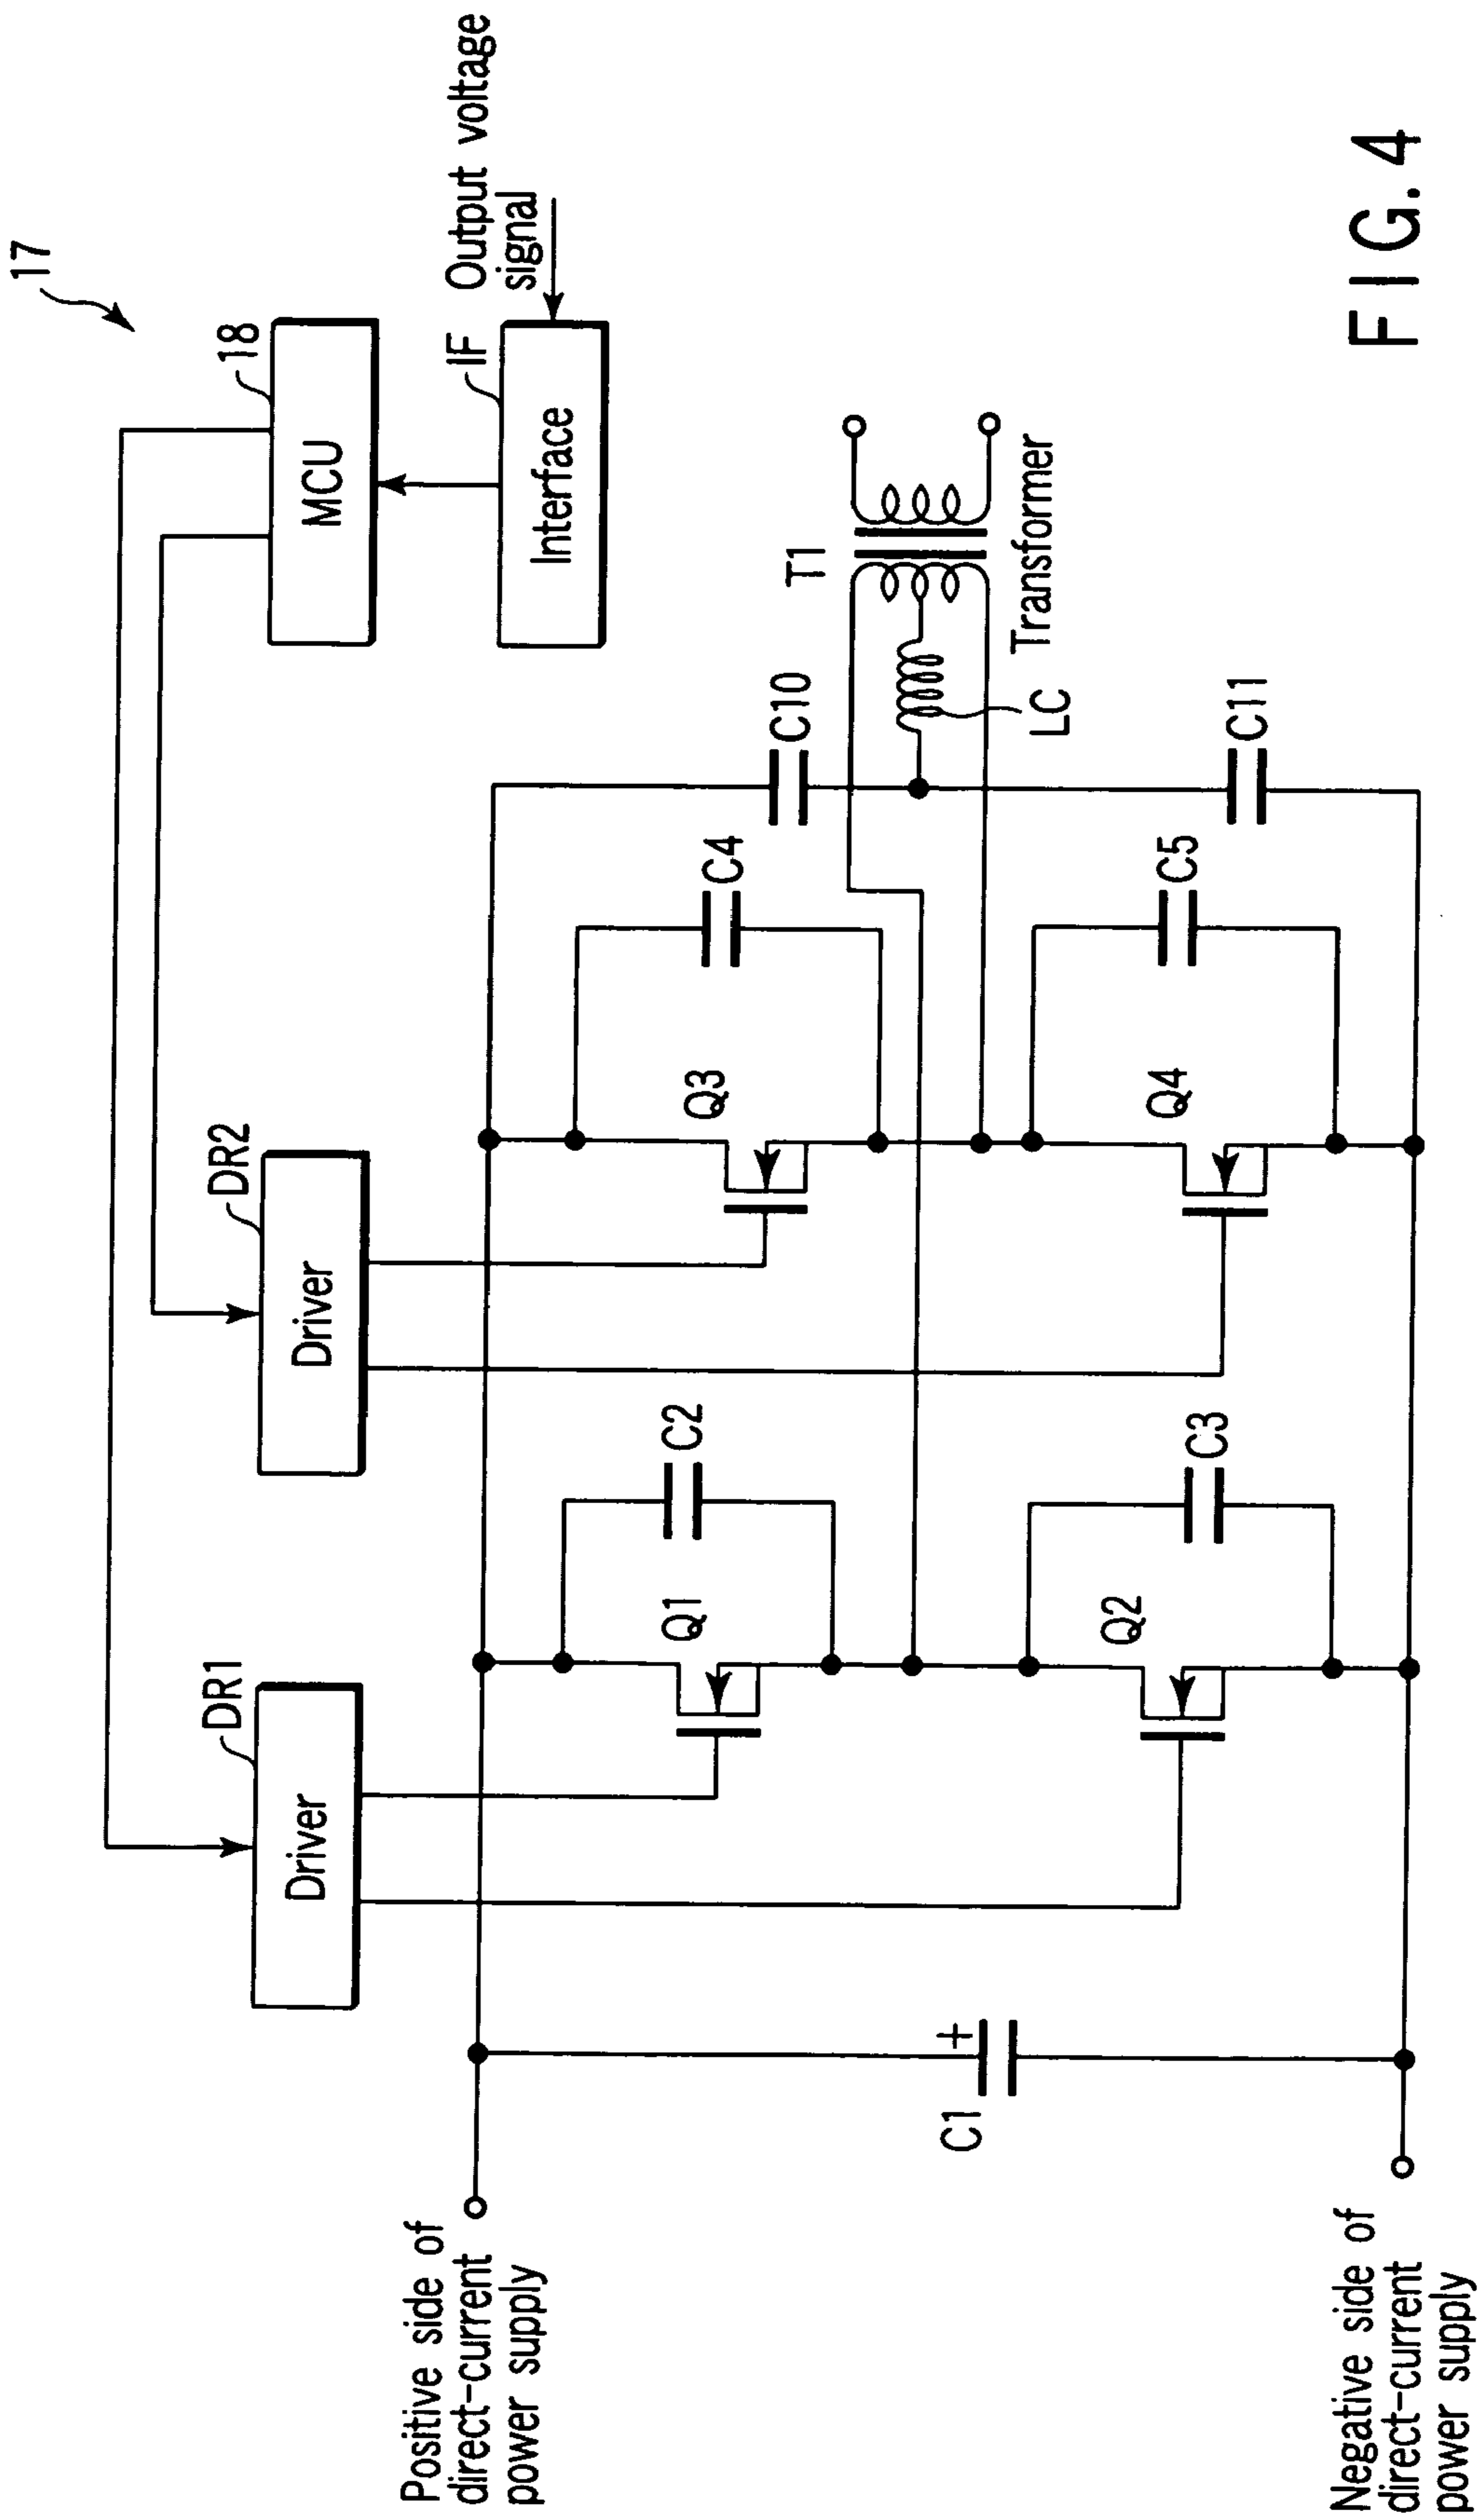 17
18
MCU
IF
Interface
Output voltage
signal
DR1
Driver
DR2
Driver
Positive side of
direct-current
power supply
C1
+
Q1
C2
Q3
C4
C10
T1
LC
Transformer
Q2
C3
Q4
C5
C11
Negative side of
direct-current
power supply
FIG. 4